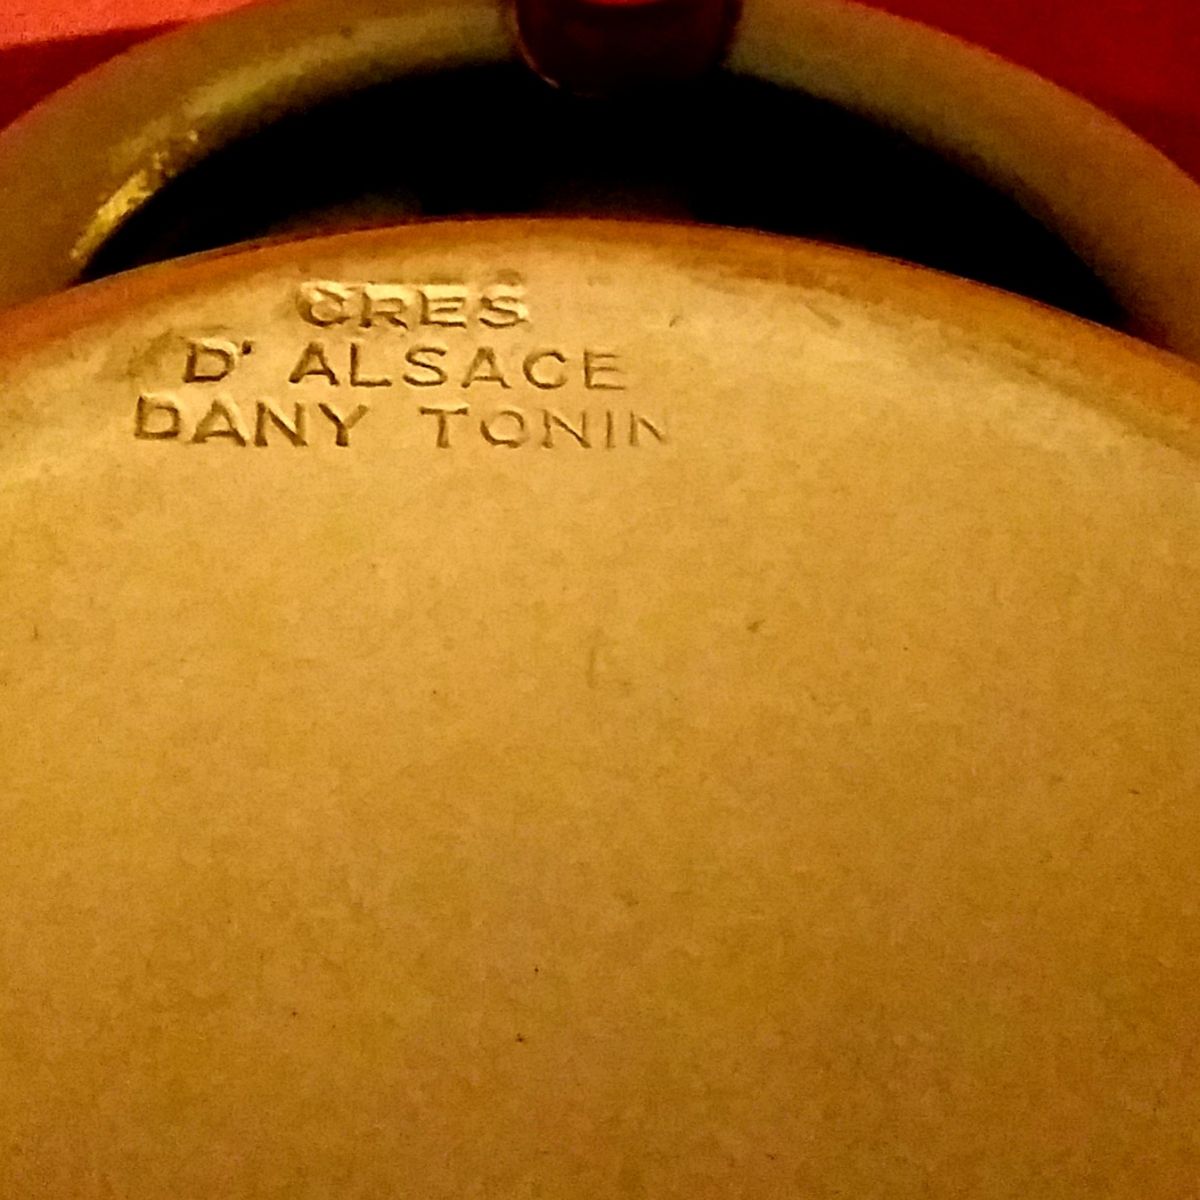 GRES
D' ALSACE
DANY TONIN